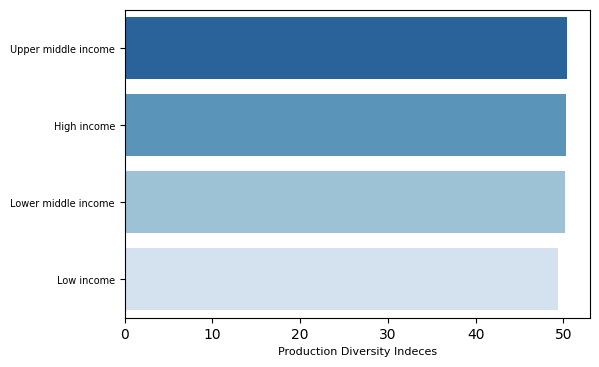 Upper middle income
High income
Lower middle income
Low income
0 10 20 30 40 50
Production Diversity Indeces